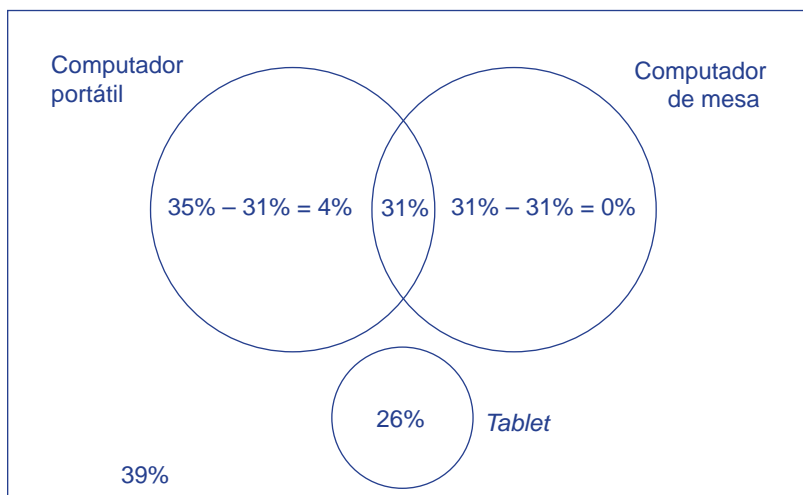 Computador
portátil
Computador
de mesa
35% – 31% = 4%
31%
31% – 31% = 0%
26%
Tablet
39%